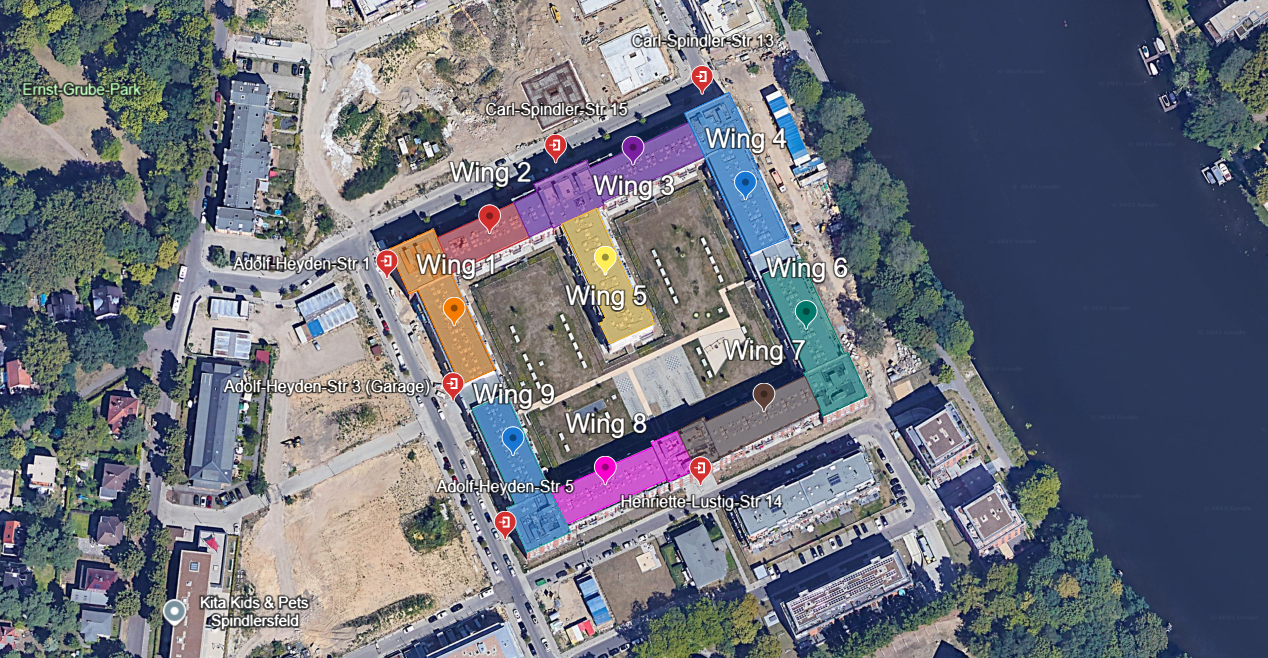 Carl-Spindler-Str 13
Ernst-Grube-Park
Carl-Spindler-Str 15
Wing 4
Wing 2
Wing 3
Adolf-Heyden-Str 1
Wing 1
Wing 6
Wing 5
Wing 7
Adolf-Heyden-Str 3 (Garage)
Wing 9
Wing 8
Adolf-Heyden-Str 5
Henriette-Lustig-Str 14
Kita Kids & Pets
Spindlersfeld